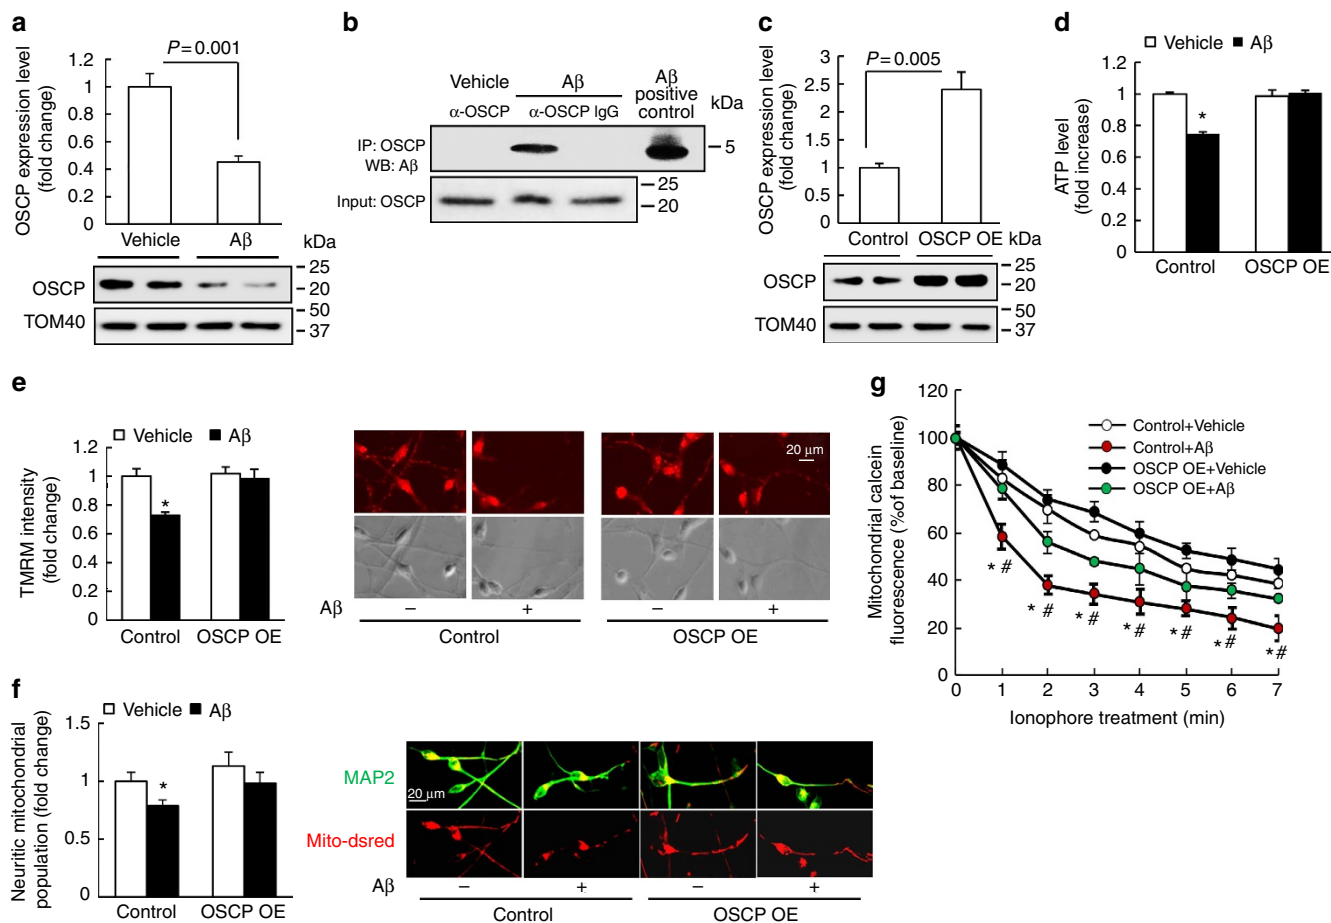 a
P = 0.001
OSCP expression level
(fold change)
1.2
1
0.8
0.6
0.4
0.2
0
Vehicle Aβ kDa
OSCP
25
20
TOM40
50
37
b
Vehicle Aβ Aβ positive control kDa
α-OSCP α-OSCP IgG
IP: OSCP
WB: Aβ
5
Input: OSCP
25
20
c
P = 0.005
OSCP expression level
(fold change)
3
2.5
2
1.5
1
0.5
0
Control OSCP OE kDa
OSCP
25
20
TOM40
50
37
d
Vehicle Aβ
ATP level
(fold increase)
1.2
1.0
0.8
0.6
0.4
0.2
0
*
Control OSCP OE
e
Vehicle Aβ
TMRM intensity
(fold change)
1.2
1
0.8
0.6
0.4
0.2
0
*
Control OSCP OE
20 µm
Aβ − + − +
Control OSCP OE
f
Vehicle Aβ
Neuritic mitochondrial
population (fold change)
1.5
1
0.5
0
*
Control OSCP OE
MAP2
20 µm
Mito-dsred
Aβ − + − +
Control OSCP OE
g
Mitochondrial calcein
fluorescence (%of baseline)
120
100
80
60
40
20
0
Control+Vehicle
Control+Aβ
OSCP OE+Vehicle
OSCP OE+Aβ
* # * # * # * # * # * # * #
0 1 2 3 4 5 6 7
Ionophore treatment (min)